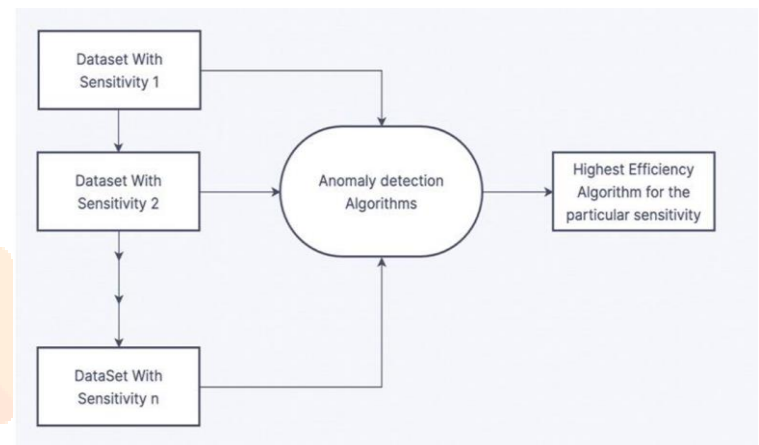 Dataset With
Sensitivity 1
Dataset With
Sensitivity 2
Anomaly detection
Algorithms
Highest Efficiency
Algorithm for the
particular sensitivity
DataSet With
Sensitivity n